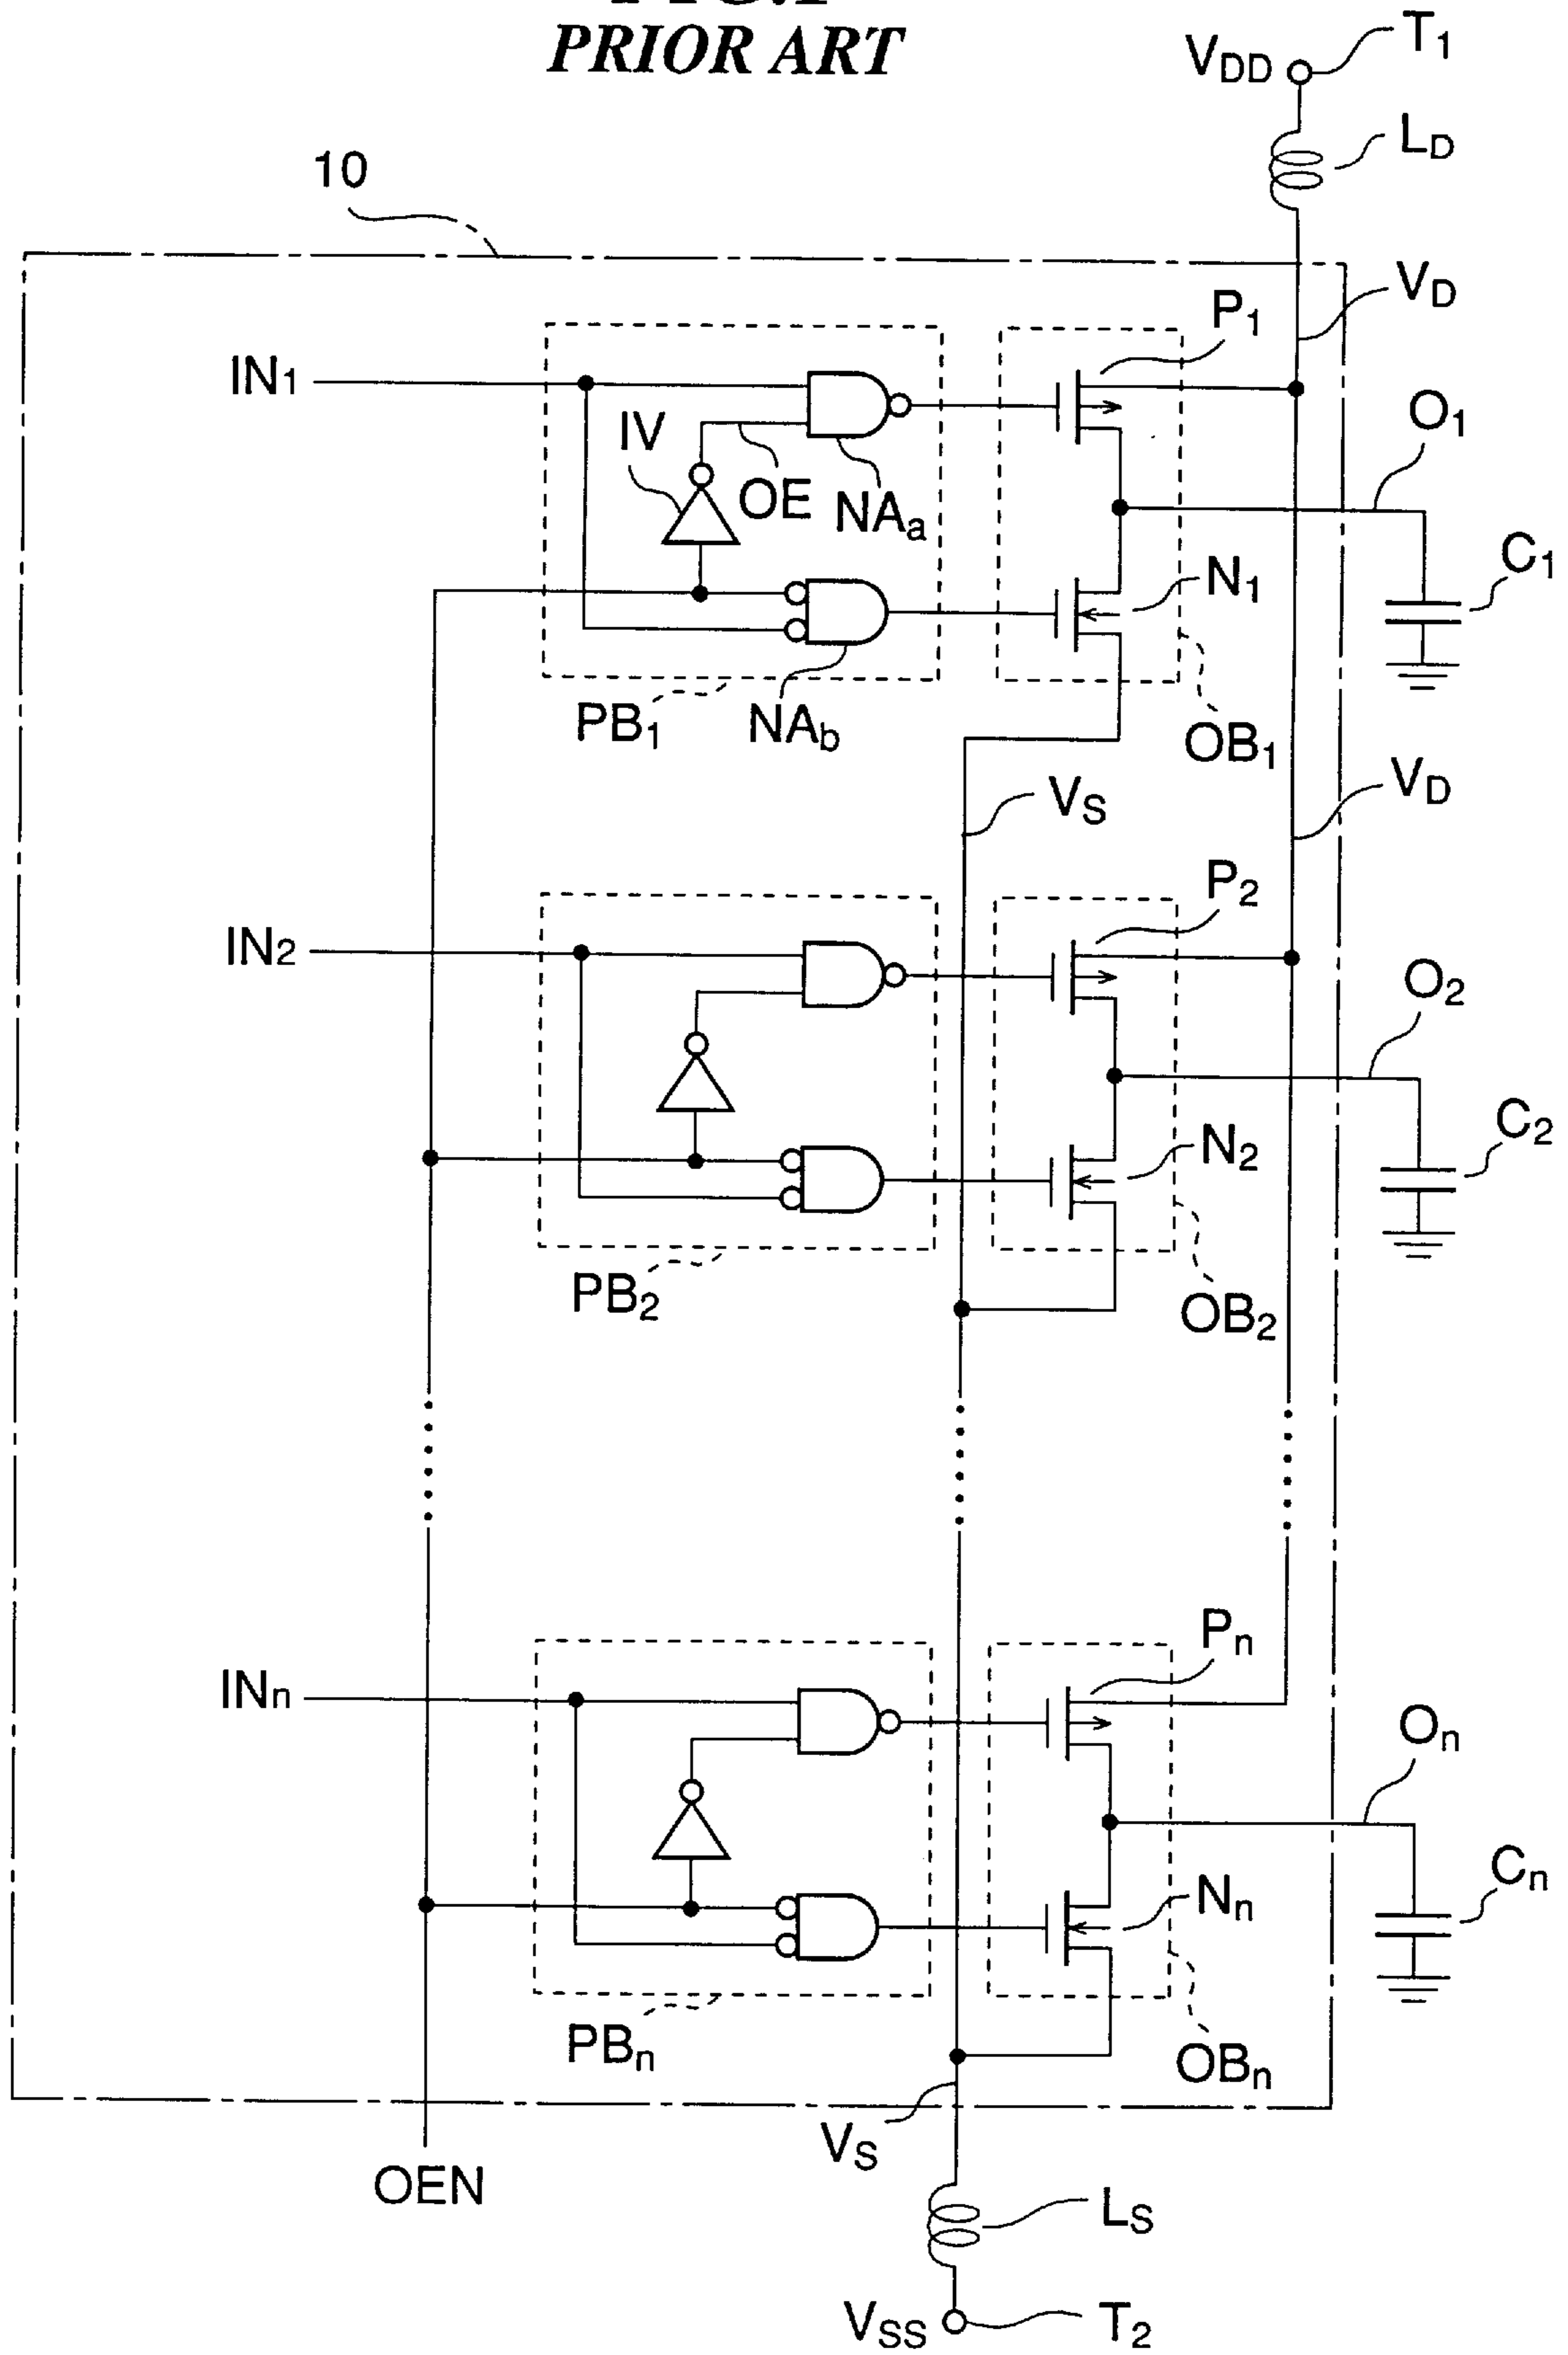 PRIOR ART
VDD
T1
LD
10
VD
P1
IN1
O1
IV
OE
NAa
C1
N1
PB1
NAb
OB1
VS
VD
P2
IN2
O2
C2
N2
PB2
OB2
Pn
INn
On
Cn
Nn
PBn
OBn
VS
OEN
LS
VSS
T2